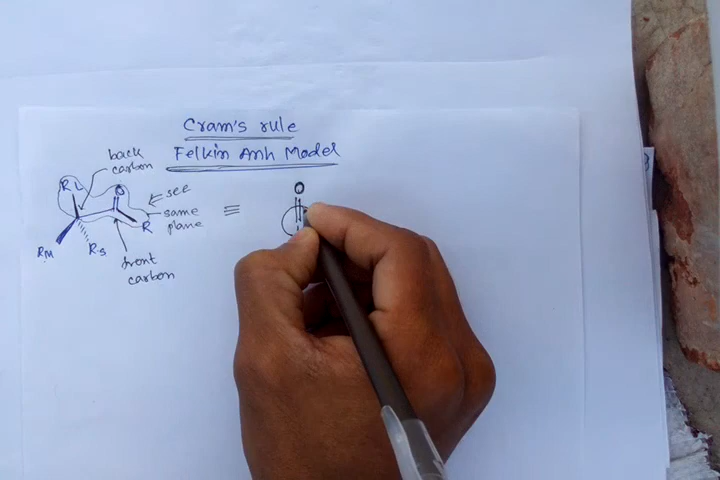 Cram's rule
Felkin Anh Model
back
carbon
RL
O
see
same
plane
≡
O
RM
RS
R
front
carbon